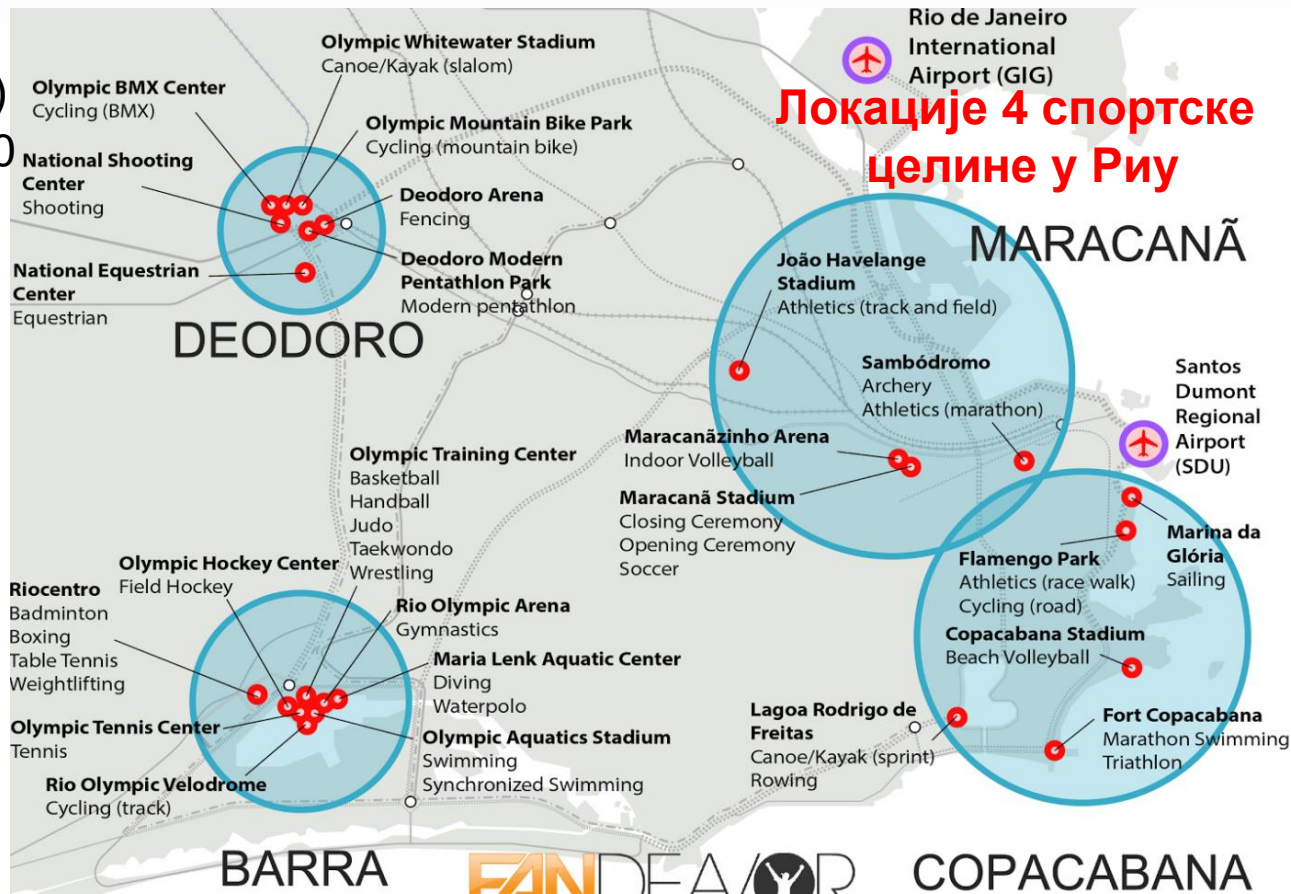 Rio de Janeiro
International
Airport (GIG)
Локације 4 спортске
целине у Риу
)
0
Olympic Whitewater Stadium
Canoe/Kayak (slalom)
Olympic BMX Center
Cycling (BMX)
Olympic Mountain Bike Park
Cycling (mountain bike)
National Shooting
Center
Shooting
Deodoro Arena
Fencing
National Equestrian
Center
Equestrian
Deodoro Modern
Pentathlon Park
Modern pentathlon
DEODORO
MARACANÃ
João Havelange
Stadium
Athletics (track and field)
Sambódromo
Archery
Athletics (marathon)
Santos
Dumont
Regional
Airport
(SDU)
Maracanãzinho Arena
Indoor Volleyball
Maracanã Stadium
Closing Ceremony
Opening Ceremony
Soccer
Olympic Training Center
Basketball
Handball
Judo
Taekwondo
Wrestling
Olympic Hockey Center
Field Hockey
Riocentro
Badminton
Boxing
Table Tennis
Weightlifting
Rio Olympic Arena
Gymnastics
Maria Lenk Aquatic Center
Diving
Waterpolo
Olympic Tennis Center
Tennis
Olympic Aquatics Stadium
Swimming
Synchronized Swimming
Rio Olympic Velodrome
Cycling (track)
Flamengo Park
Athletics (race walk)
Cycling (road)
Marina da
Glória
Sailing
Copacabana Stadium
Beach Volleyball
Lagoa Rodrigo de
Freitas
Canoe/Kayak (sprint)
Rowing
Fort Copacabana
Marathon Swimming
Triathlon
BARRA
FANDEAVOR
COPACABANA